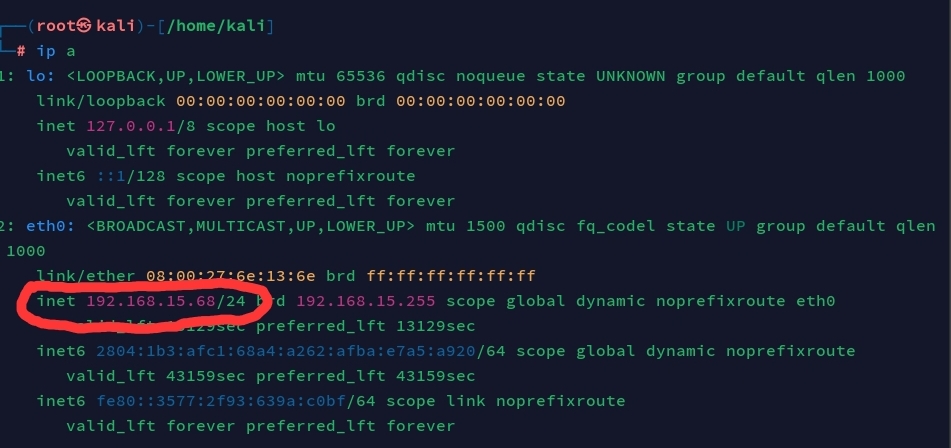 (root㉿kali)-[/home/kali]
# ip a
1: lo: <LOOPBACK,UP,LOWER_UP> mtu 65536 qdisc noqueue state UNKNOWN group default qlen 1000
link/loopback 00:00:00:00:00:00 brd 00:00:00:00:00:00
inet 127.0.0.1/8 scope host lo
valid_lft forever preferred_lft forever
inet6 ::1/128 scope host noprefixroute
valid_lft forever preferred_lft forever
2: eth0: <BROADCAST,MULTICAST,UP,LOWER_UP> mtu 1500 qdisc fq_codel state UP group default qlen
1000
link/ether 08:00:27:6e:13:6e brd ff:ff:ff:ff:ff:ff
inet 192.168.15.68/24 brd 192.168.15.255 scope global dynamic noprefixroute eth0
valid_lft 13129sec preferred_lft 13129sec
inet6 2804:1b3:afc1:68a4:a262:afba:e7a5:a920/64 scope global dynamic noprefixroute
valid_lft 43159sec preferred_lft 43159sec
inet6 fe80::3577:2f93:639a:c0bf/64 scope link noprefixroute
valid_lft forever preferred_lft forever